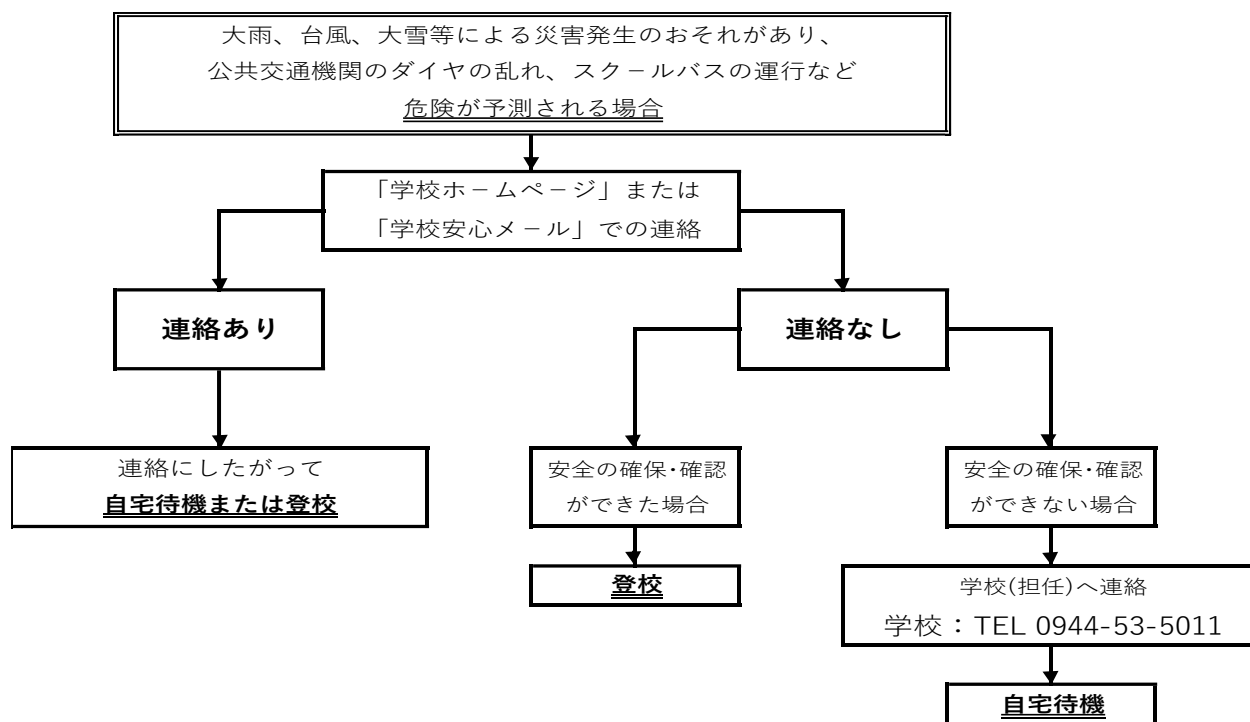 大雨、台風、大雪等による災害発生のおそれがあり、
公共交通機関のダイヤの乱れ、スクールバスの運行など
危険が予測される場合
「学校ホームページ」または
「学校安心メール」での連絡
連絡あり
連絡なし
連絡にしたがって
自宅待機または登校
安全の確保・確認
ができた場合
安全の確保・確認
ができない場合
登校
学校(担任)へ連絡
学校：TEL 0944-53-5011
自宅待機